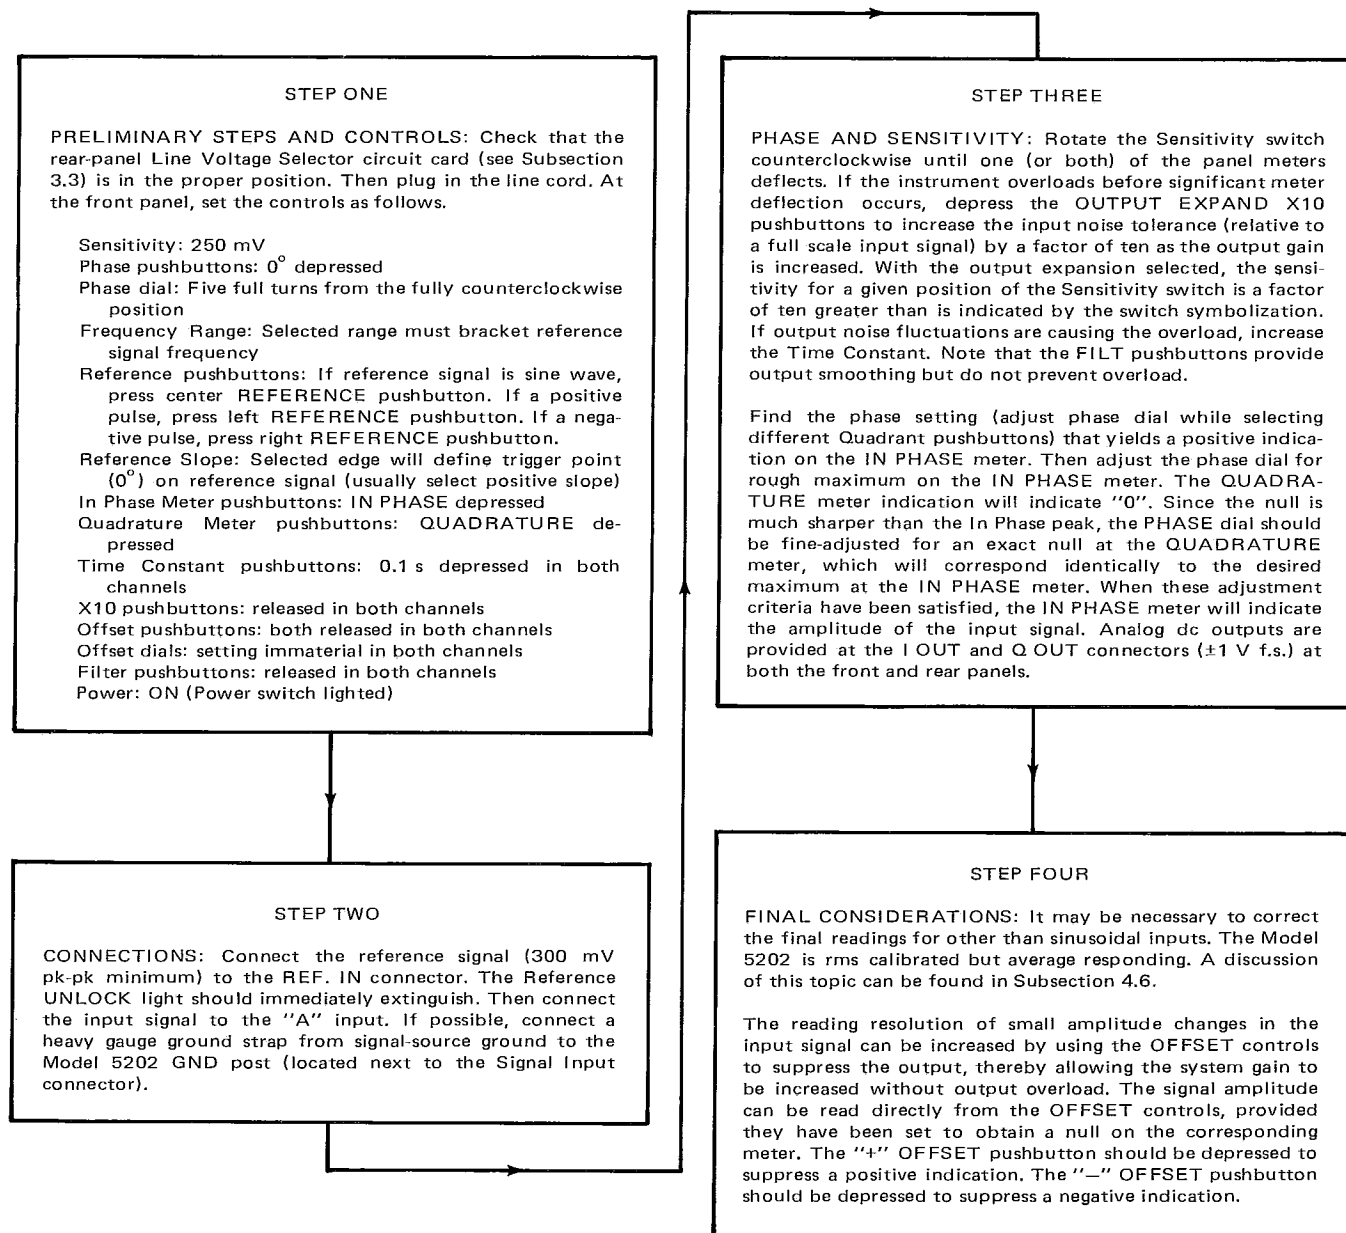 STEP ONE
PRELIMINARY STEPS AND CONTROLS: Check that the
rear-panel Line Voltage Selector circuit card (see Subsection
3.3) is in the proper position. Then plug in the line cord. At
the front panel, set the controls as follows.
Sensitivity: 250 mV
Phase pushbuttons: 0° depressed
Phase dial: Five full turns from the fully counterclockwise
position
Frequency Range: Selected range must bracket reference
signal frequency
Reference pushbuttons: If reference signal is sine wave,
press center REFERENCE pushbutton. If a positive
pulse, press left REFERENCE pushbutton. If a nega-
tive pulse, press right REFERENCE pushbutton.
Reference Slope: Selected edge will define trigger point
(0°) on reference signal (usually select positive slope)
In Phase Meter pushbuttons: IN PHASE depressed
Quadrature Meter pushbuttons: QUADRATURE de-
pressed
Time Constant pushbuttons: 0.1 s depressed in both
channels
X10 pushbuttons: released in both channels
Offset pushbuttons: both released in both channels
Offset dials: setting immaterial in both channels
Filter pushbuttons: released in both channels
Power: ON (Power switch lighted)
STEP TWO
CONNECTIONS: Connect the reference signal (300 mV
pk-pk minimum) to the REF. IN connector. The Reference
UNLOCK light should immediately extinguish. Then connect
the input signal to the "A" input. If possible, connect a
heavy gauge ground strap from signal-source ground to the
Model 5202 GND post (located next to the Signal Input
connector).
STEP THREE
PHASE AND SENSITIVITY: Rotate the Sensitivity switch
counterclockwise until one (or both) of the panel meters
deflects. If the instrument overloads before significant meter
deflection occurs, depress the OUTPUT EXPAND X10
pushbuttons to increase the input noise tolerance (relative to
a full scale input signal) by a factor of ten as the output gain
is increased. With the output expansion selected, the sensi-
tivity for a given position of the Sensitivity switch is a factor
of ten greater than is indicated by the switch symbolization.
If output noise fluctuations are causing the overload, increase
the Time Constant. Note that the FILT pushbuttons provide
output smoothing but do not prevent overload.
Find the phase setting (adjust phase dial while selecting
different Quadrant pushbuttons) that yields a positive indica-
tion on the IN PHASE meter. Then adjust the phase dial for
rough maximum on the IN PHASE meter. The QUADRA-
TURE meter indication will indicate "0". Since the null is
much sharper than the In Phase peak, the PHASE dial should
be fine-adjusted for an exact null at the QUADRATURE
meter, which will correspond identically to the desired
maximum at the IN PHASE meter. When these adjustment
criteria have been satisfied, the IN PHASE meter will indicate
the amplitude of the input signal. Analog dc outputs are
provided at the I OUT and Q OUT connectors (±1 V f.s.) at
both the front and rear panels.
STEP FOUR
FINAL CONSIDERATIONS: It may be necessary to correct
the final readings for other than sinusoidal inputs. The Model
5202 is rms calibrated but average responding. A discussion
of this topic can be found in Subsection 4.6.
The reading resolution of small amplitude changes in the
input signal can be increased by using the OFFSET controls
to suppress the output, thereby allowing the system gain to
be increased without output overload. The signal amplitude
can be read directly from the OFFSET controls, provided
they have been set to obtain a null on the corresponding
meter. The "+" OFFSET pushbutton should be depressed to
suppress a positive indication. The "—" OFFSET pushbutton
should be depressed to suppress a negative indication.